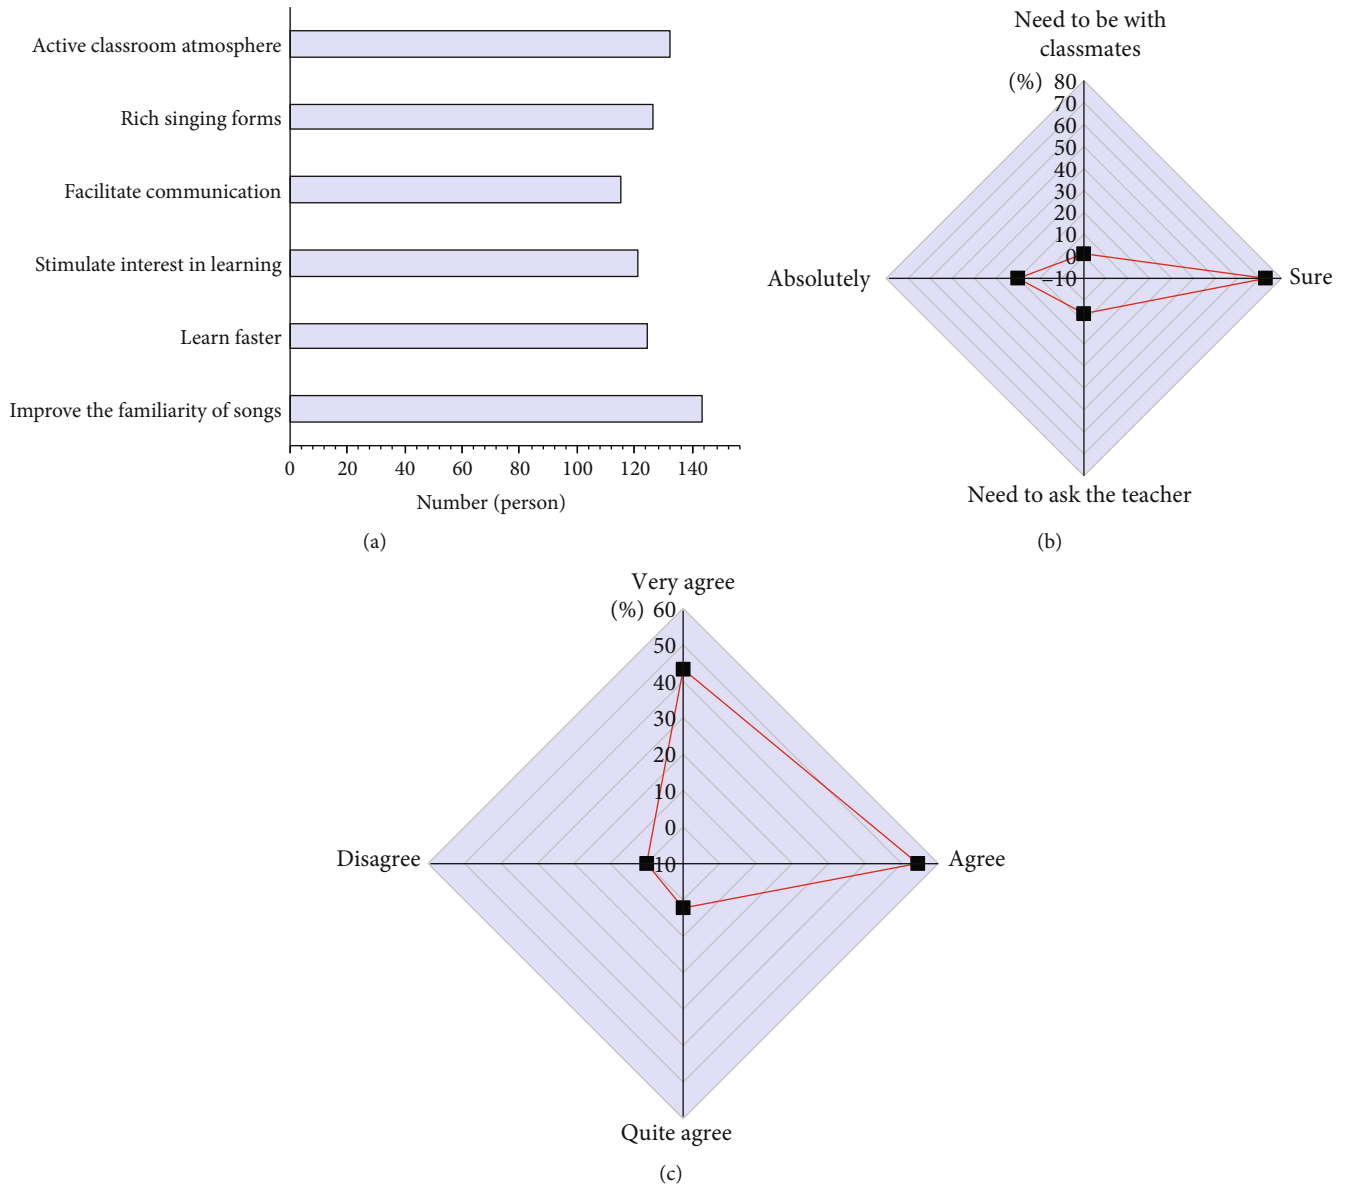 Active classroom atmosphere
Rich singing forms
Facilitate communication
Stimulate interest in learning
Learn faster
Improve the familiarity of songs
0 20 40 60 80 100 120 140
Number (person)
(a)
Need to be with
classmates
(%) 80
70
60
50
40
30
20
10
0
–10
Absolutely
Sure
Need to ask the teacher
(b)
Very agree
(%) 60
50
40
30
20
10
0
10
Disagree
Agree
Quite agree
(c)